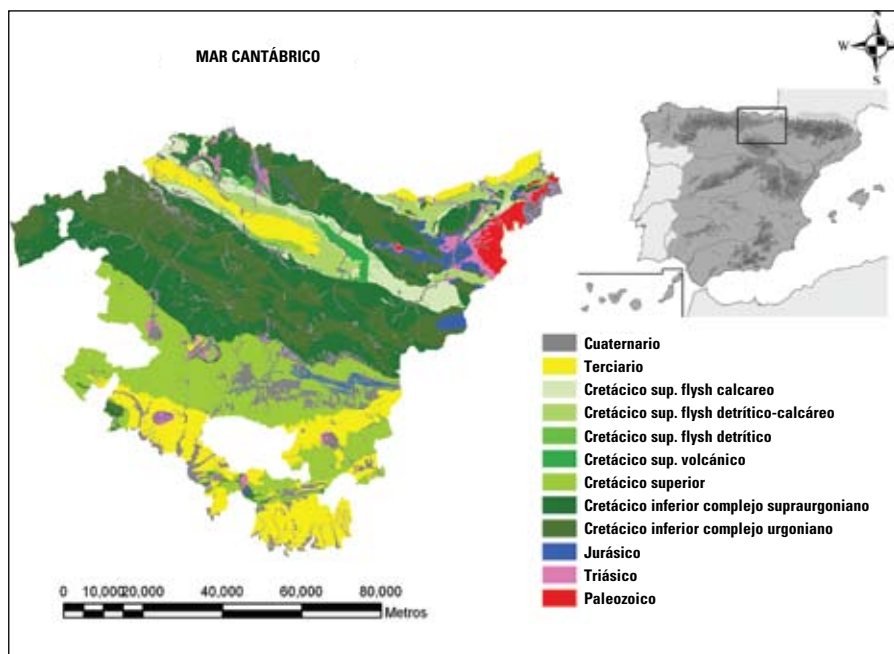 N
W E
S
MAR CANTÁBRICO
Cuaternario
Terciario
Cretácico sup. flysh calcareo
Cretácico sup. flysh detrítico-calcáreo
Cretácico sup. flysh detrítico
Cretácico sup. volcánico
Cretácico superior
Cretácico inferior complejo supraurgoniano
Cretácico inferior complejo urgoniano
Jurásico
Triásico
Paleozoico
0 10,000 20,000 40,000 60,000 80,000
Metros